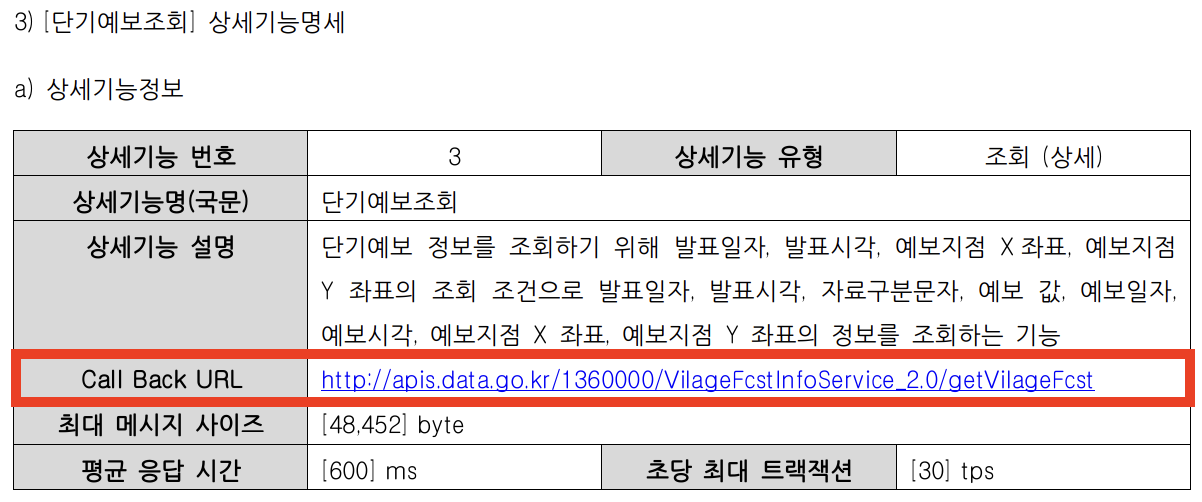 3) [단기예보조회] 상세기능명세
a) 상세기능정보
상세기능 번호 3 상세기능 유형 조회 (상세)
상세기능명(국문) 단기예보조회
상세기능 설명 단기예보 정보를 조회하기 위해 발표일자, 발표시각, 예보지점 X 좌표, 예보지점
Y 좌표의 조회 조건으로 발표일자, 발표시각, 자료구분문자, 예보 값, 예보일자,
예보시각, 예보지점 X 좌표, 예보지점 Y 좌표의 정보를 조회하는 기능
Call Back URL http://apis.data.go.kr/1360000/VilageFcstInfoService_2.0/getVilageFcst
최대 메시지 사이즈 [48,452] byte
평균 응답 시간 [600] ms 초당 최대 트랙잭션 [30] tps